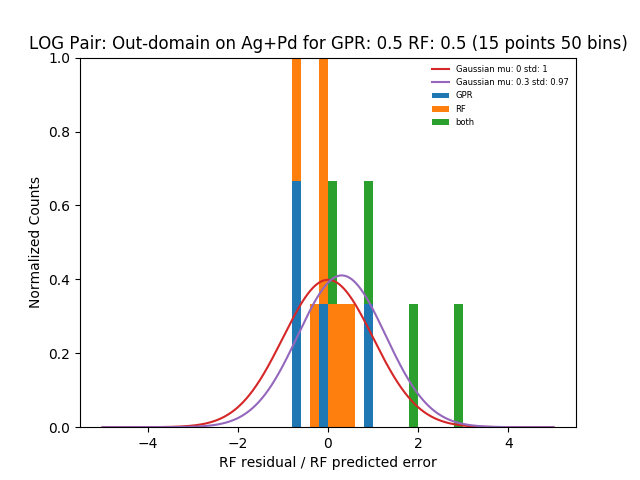 LOG Pair: Out-domain on Ag+Pd for GPR: 0.5 RF: 0.5 (15 points 50 bins)
Gaussian mu: 0 std: 1
Gaussian mu: 0.3 std: 0.97
GPR
RF
both
Normalized Counts
1.0
0.8
0.6
0.4
0.2
0.0
−4
−2
0
2
4
RF residual / RF predicted error